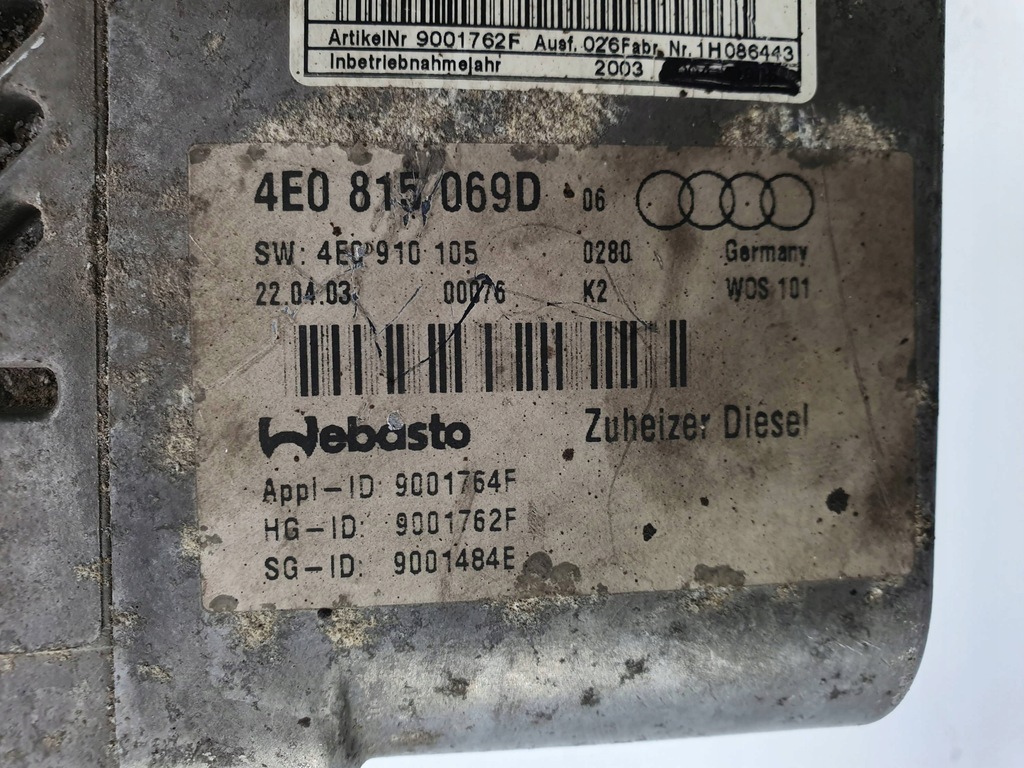 ArtikelNr 9001762F Ausf. 026 Fabr. Nr. 1H086443
Inbetriebnahmejahr 2003
4E0 815 069D 06
SW: 4E0 910 105 0280 Germany
22.04.03 00076 K2 WOS 101
Webasto Zuheizer Diesel
Appl-ID: 9001764F
HG-ID: 9001762F
SG-ID: 9001484E